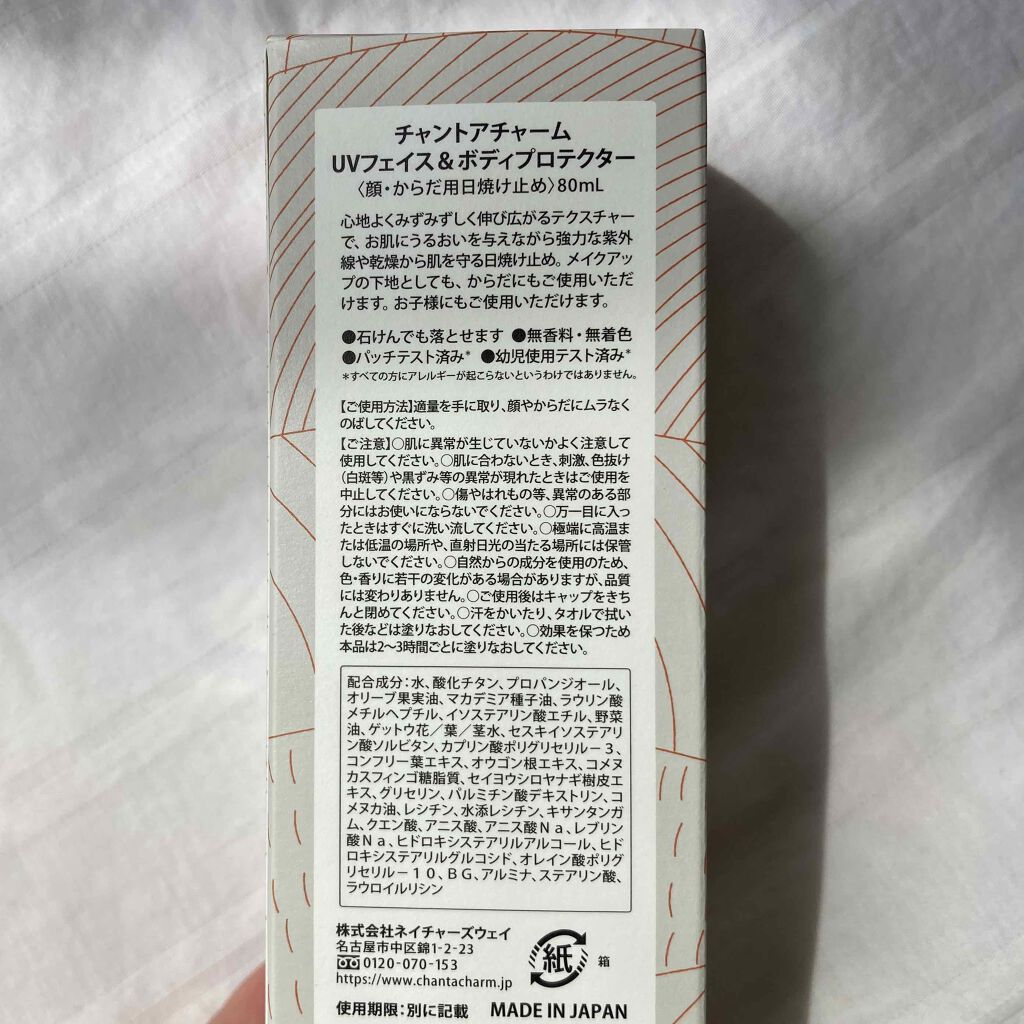 チャントアチャーム
UVフェイス＆ボディプロテクター
〈顔・からだ用日焼け止め〉80mL
心地よくみずみずしく伸び広がるテクスチャー
で、お肌にうるおいを与えながら強力な紫外
線や乾燥から肌を守る日焼け止め。メイクアッ
プの下地としても、からだにもご使用いただ
けます。お子様にもご使用いただけます。
●石けんでも落とせます ●無香料・無着色
●パッチテスト済み* ●幼児使用テスト済み*
*すべての方にアレルギーが起こらないというわけではありません。
【ご使用方法】適量を手に取り、顔やからだにムラなく
のばしてください。
【ご注意】○肌に異常が生じていないかよく注意して
使用してください。○肌に合わないとき、刺激、色抜け
(白斑等)や黒ずみ等の異常が現れたときはご使用を
中止してください。○傷やはれもの等、異常のある部
分にはお使いにならないでください。○万一目に入っ
たときはすぐに洗い流してください。○極端に高温ま
たは低温の場所や、直射日光の当たる場所には保管
しないでください。○自然からの成分を使用のため、
色・香りに若干の変化がある場合がありますが、品質
には変わりありません。○ご使用後はキャップをきち
んと閉めてください。○汗をかいたり、タオルで拭い
た後などは塗りなおしてください。○効果を保つため
本品は2〜3時間ごとに塗りなおしてください。
配合成分：水、酸化チタン、プロパンジオール、
オリーブ果実油、マカデミア種子油、ラウリン酸
メチルヘプチル、イソステアリン酸エチル、野菜
油、ゲットウ花／葉／茎水、セスキイソステアリ
ン酸ソルビタン、カプリン酸ポリグリセリル－3、
コンフリー葉エキス、オウゴン根エキス、コメヌ
カスフィンゴ糖脂質、セイヨウシロヤナギ樹皮エ
キス、グリセリン、パルミチン酸デキストリン、コ
メヌカ油、レシチン、水添レシチン、キサンタンガ
ム、クエン酸、アニス酸、アニス酸Ｎａ、レブリン
酸Ｎａ、ヒドロキシステアリルアルコール、ヒド
ロキシステアリルグルコシド、オレイン酸ポリグ
リセリル－１０、ＢＧ、アルミナ、ステアリン酸、
ラウロイルリシン
株式会社ネイチャーズウェイ
名古屋市中区錦1-2-23
0120-070-153
https://www.chantacharm.jp/
紙 箱
使用期限：別に記載 MADE IN JAPAN